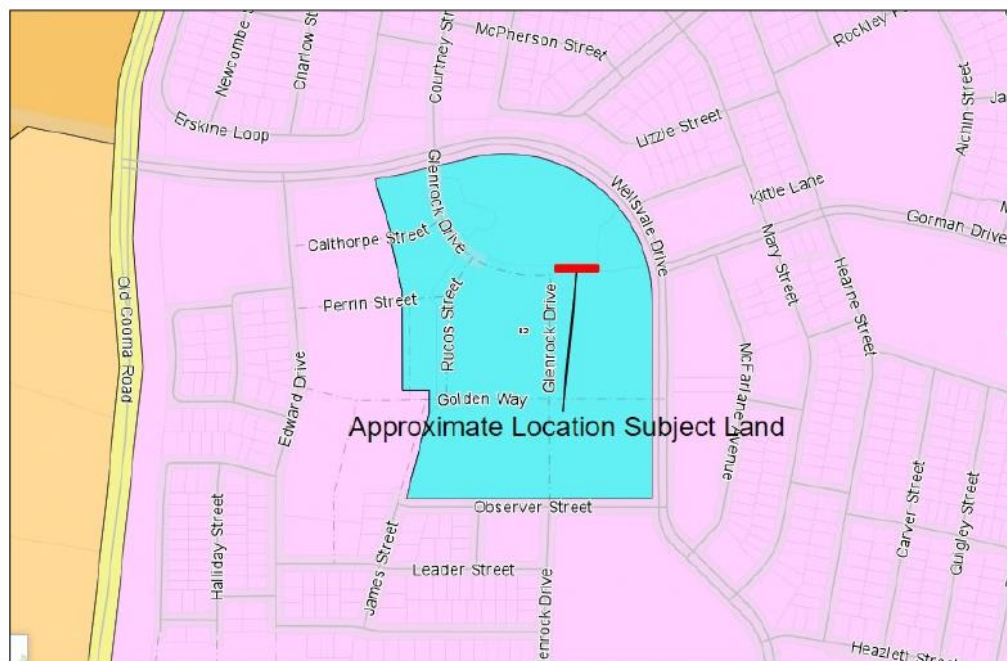 McPherson Street
Rockley
Newcombe
Charlow St
Courtney St
Aichin Street
Erskine Loop
Lizzie Street
Glenrock Drive
Wellsvale Drive
Kittle Lane
Gorman Drive
Calthorpe Street
Mary Street
Hearne Street
Perrin Street
Old Cooma Road
Rucos Street
Glenrock Drive
Edward Drive
McFarlane Avenue
Golden Way
Approximate Location Subject Land
Observer Street
Carver Street
Quigley Street
Halliday Street
James Street
Leader Street
enrock Drive
Heazlett Street